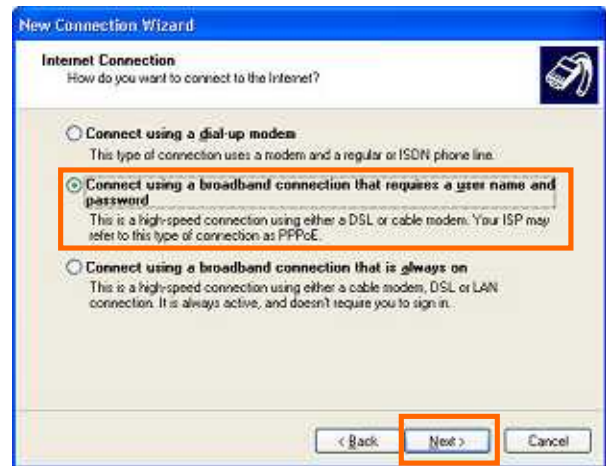 New Connection Wizard
Internet Connection
How do you want to connect to the Internet?
Connect using a dial-up modem
This type of connection uses a modem and a regular or ISDN phone line.
Connect using a broadband connection that requires a user name and
password
This is a high-speed connection using either a DSL or cable modem. Your ISP may
refer to this type of connection as PPPoE.
Connect using a broadband connection that is always on
This is a high-speed connection using either a cable modem, DSL or LAN
connection. It is always active, and doesn't require you to sign in.
< Back
Next >
Cancel